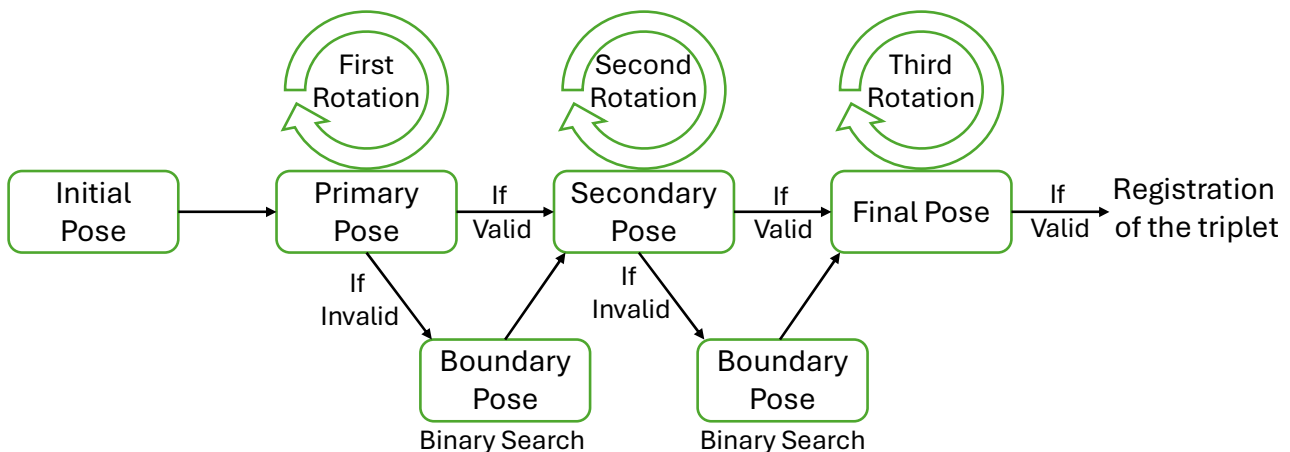 First
Rotation
Second
Rotation
Third
Rotation
Initial
Pose
Primary
Pose
If
Valid
Secondary
Pose
If
Valid
Final Pose
If
Valid
Registration
of the triplet
If
Invalid
If
Invalid
Boundary
Pose
Boundary
Pose
Binary Search
Binary Search